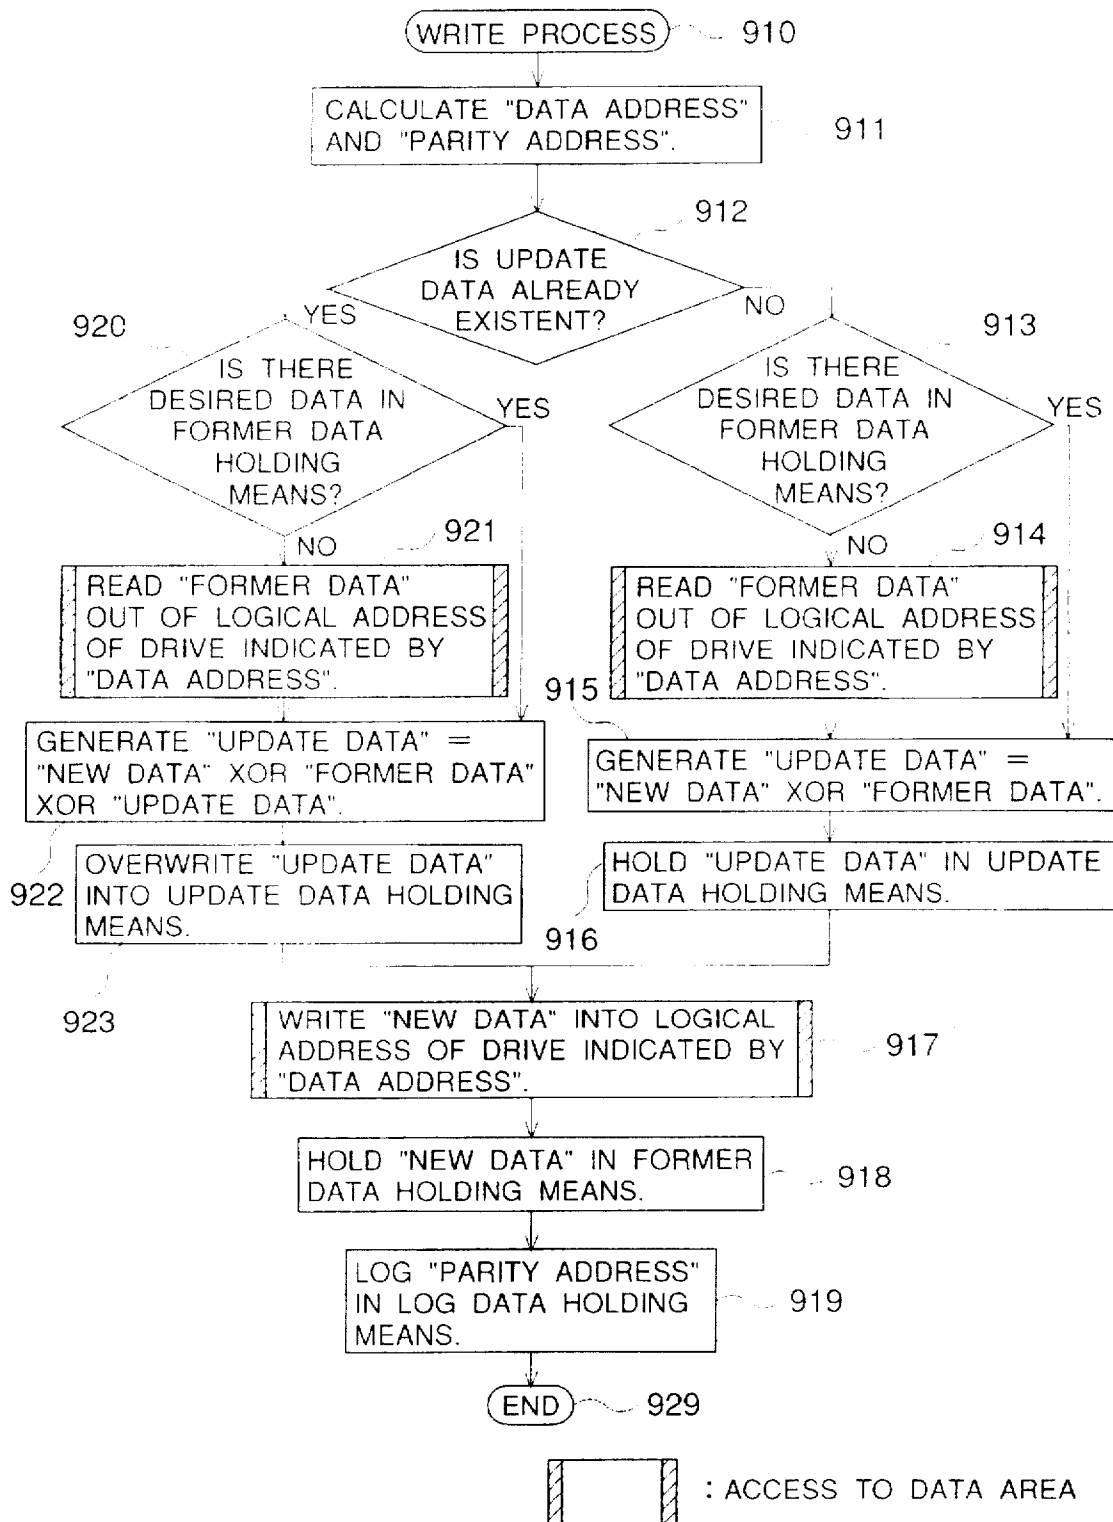 WRITE PROCESS
910
CALCULATE "DATA ADDRESS"
AND "PARITY ADDRESS".
911
912
IS UPDATE
DATA ALREADY
EXISTENT?
YES
NO
920
IS THERE
DESIRED DATA IN
FORMER DATA
HOLDING
MEANS?
YES
NO
913
IS THERE
DESIRED DATA IN
FORMER DATA
HOLDING
MEANS?
YES
NO
921
READ "FORMER DATA"
OUT OF LOGICAL ADDRESS
OF DRIVE INDICATED BY
"DATA ADDRESS".
914
READ "FORMER DATA"
OUT OF LOGICAL ADDRESS
OF DRIVE INDICATED BY
"DATA ADDRESS".
GENERATE "UPDATE DATA" =
"NEW DATA" XOR "FORMER DATA"
XOR "UPDATE DATA".
922
915
GENERATE "UPDATE DATA" =
"NEW DATA" XOR "FORMER DATA".
OVERWRITE "UPDATE DATA"
INTO UPDATE DATA HOLDING
MEANS.
923
HOLD "UPDATE DATA" IN UPDATE
DATA HOLDING MEANS.
916
WRITE "NEW DATA" INTO LOGICAL
ADDRESS OF DRIVE INDICATED BY
"DATA ADDRESS".
917
HOLD "NEW DATA" IN FORMER
DATA HOLDING MEANS.
918
LOG "PARITY ADDRESS"
IN LOG DATA HOLDING
MEANS.
919
END
929
: ACCESS TO DATA AREA